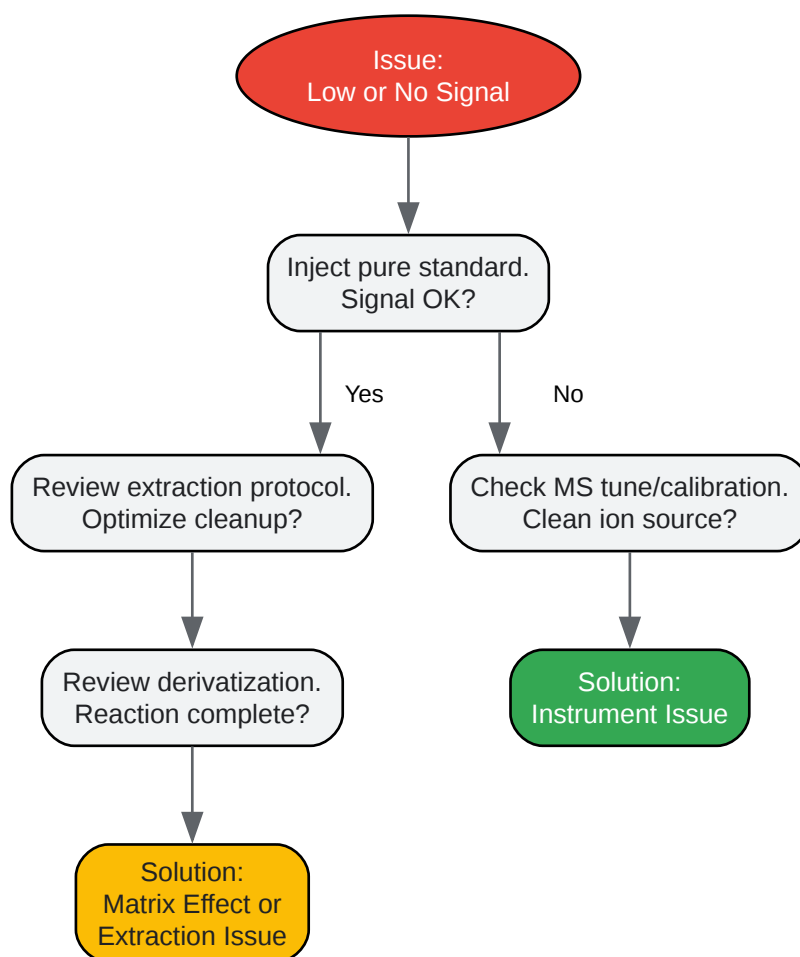 Issue:
Low or No Signal
Inject pure standard.
Signal OK?
Yes
No
Review extraction protocol.
Optimize cleanup?
Check MS tune/calibration.
Clean ion source?
Review derivatization.
Reaction complete?
Solution:
Instrument Issue
Solution:
Matrix Effect or
Extraction Issue